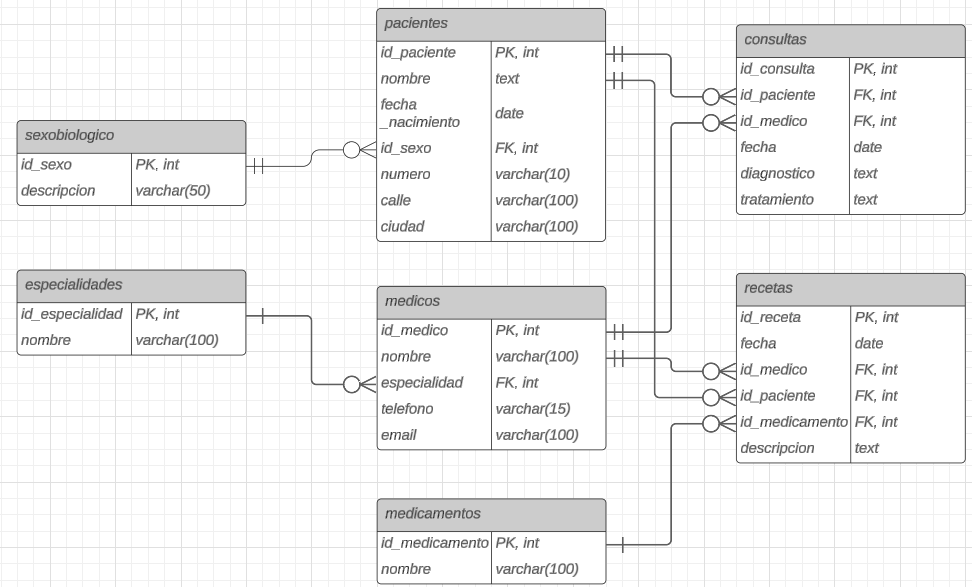 pacientes
id_paciente PK, int
nombre text
fecha
_nacimiento date
id_sexo FK, int
numero varchar(10)
calle varchar(100)
ciudad varchar(100)
consultas
id_consulta PK, int
id_paciente FK, int
id_medico FK, int
fecha date
diagnostico text
tratamiento text
sexobiologico
id_sexo PK, int
descripcion varchar(50)
especialidades
id_especialidad PK, int
nombre varchar(100)
medicos
id_medico PK, int
nombre varchar(100)
especialidad FK, int
telefono varchar(15)
email varchar(100)
recetas
id_receta PK, int
fecha date
id_medico FK, int
id_paciente FK, int
id_medicamento FK, int
descripcion text
medicamentos
id_medicamento PK, int
nombre varchar(100)